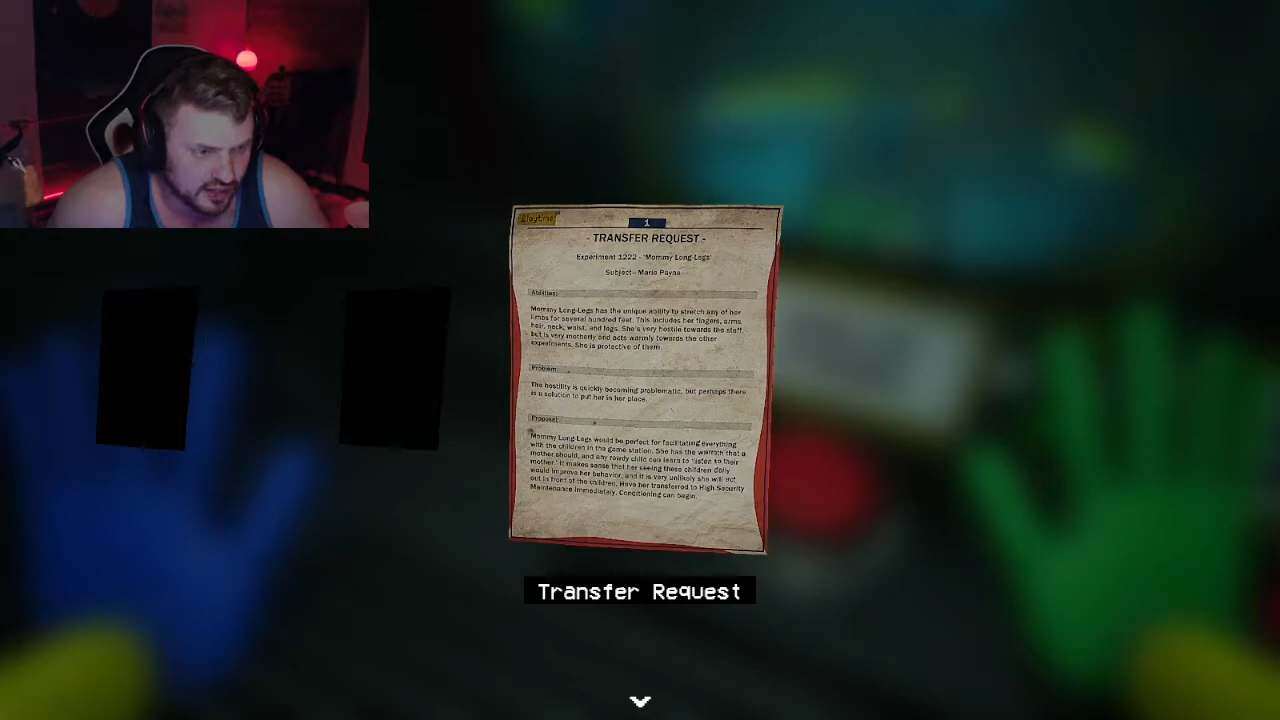 Playtime
1
- TRANSFER REQUEST -
Experiment 1222 - 'Mommy Long-Legs'
Subject - Marie Payne
Abilities:
Mommy Long-Legs has the unique ability to stretch any of her
limbs for several hundred feet. This includes her fingers, arms,
hair, neck, waist, and legs. She's very hostile towards the staff,
but is very motherly and acts warmly towards the other
experiments. She is protective of them.
Problem:
The hostility is quickly becoming problematic, but perhaps there
is a solution to put her in her place.
Proposal:
Mommy Long-Legs would be perfect for facilitating everything
with the children in the game station. She has the warmth that a
mother should, and any rowdy child can learn to "listen to their
mother." It makes sense that her seeing these children daily
would improve her behavior, and it is very unlikely she will act
out in front of the children. Have her transferred to High Security
Maintenance immediately. Conditioning can begin.
Transfer Request